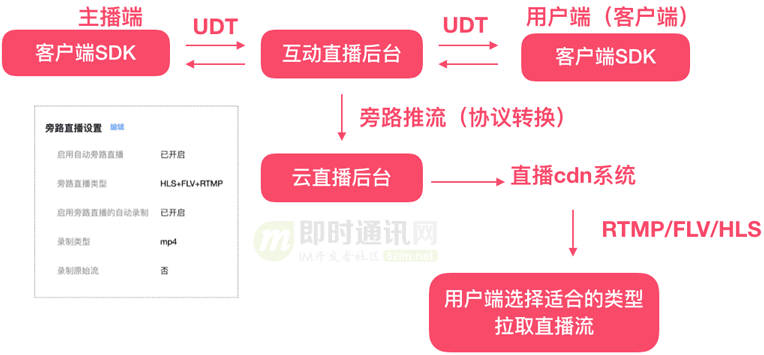 主播端
UDT
UDT
用户端（客户端）
客户端SDK
互动直播后台
客户端SDK
旁路推流（协议转换）
旁路直播设置 编辑
启用自动旁路直播 已开启
旁路直播类型 HLS+FLV+RTMP
启用旁路直播的自动录制 已开启
录制类型 mp4
录制原始流 否
云直播后台
直播cdn系统
即时通讯网
IM开发者社区 52im.net
RTMP/FLV/HLS
用户端选择适合的类型
拉取直播流